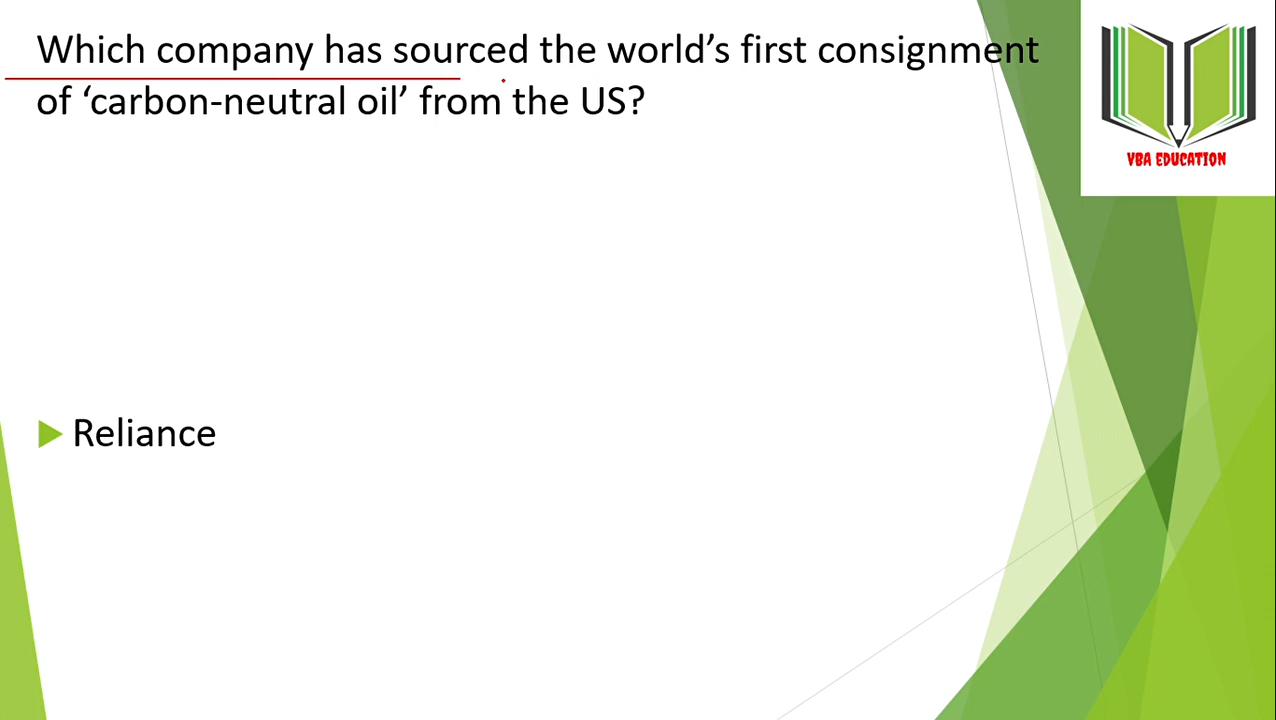 Which company has sourced the world’s first consignment
of ‘carbon-neutral oil’ from the US?
VBA EDUCATION
Reliance